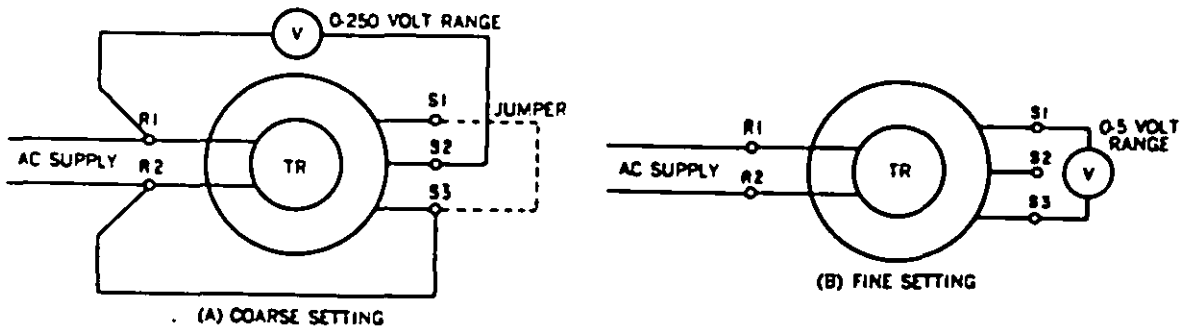 0-250 VOLT RANGE
V
R1
AC SUPPLY
R2
TR
S1
JUMPER
S2
S3
(A) COARSE SETTING
R1
AC SUPPLY
R2
TR
S1
0-5 VOLT
RANGE
S2
V
S3
(B) FINE SETTING